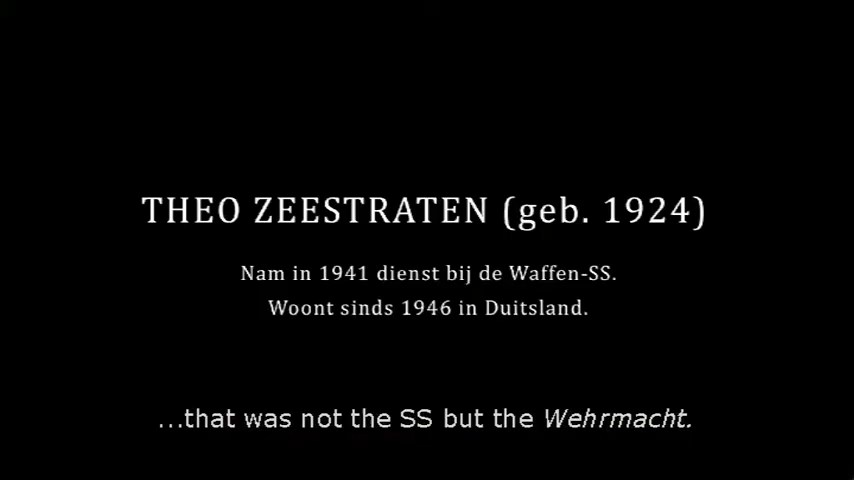 THEO ZEESTRATEN (geb. 1924)
Nam in 1941 dienst bij de Waffen-SS.
Woont sinds 1946 in Duitsland.
...that was not the SS but the Wehrmacht.